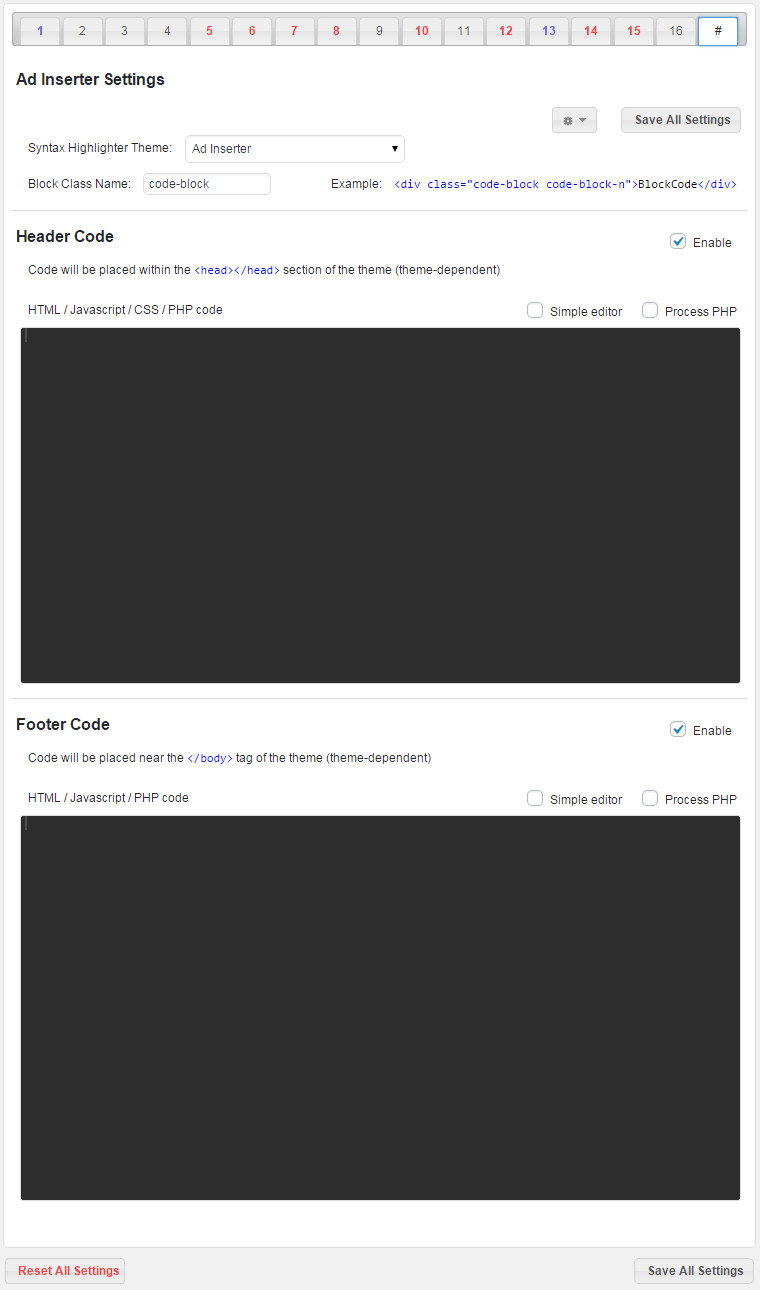 1 2 3 4 5 6 7 8 9 10 11 12 13 14 15 16 #
Ad Inserter Settings
Save All Settings
Syntax Highlighter Theme: Ad Inserter
Block Class Name: code-block Example: <div class="code-block code-block-n">BlockCode</div>
Header Code
Enable
Code will be placed within the <head></head> section of the theme (theme-dependent)
HTML / Javascript / CSS / PHP code Simple editor Process PHP
Footer Code
Enable
Code will be placed near the </body> tag of the theme (theme-dependent)
HTML / Javascript / PHP code Simple editor Process PHP
Reset All Settings Save All Settings